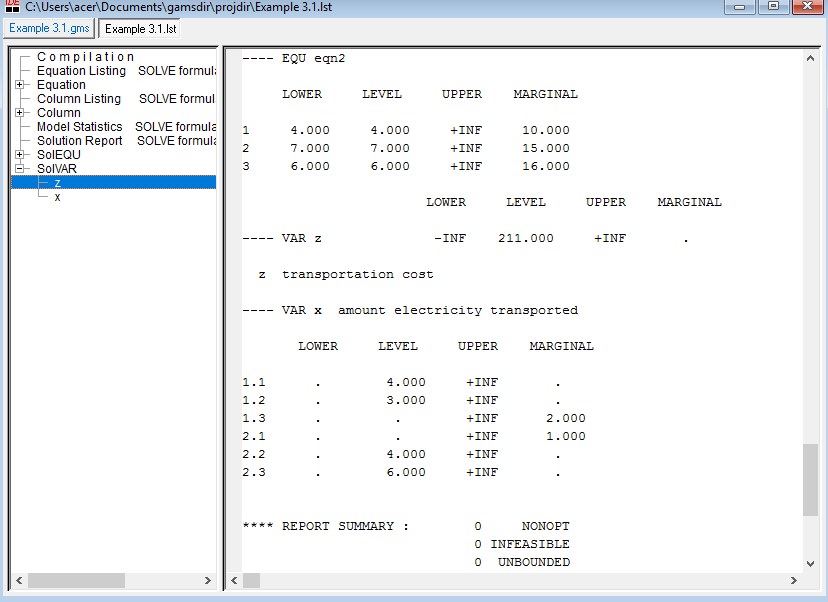 C:\Users\acer\Documents\gamsdir\projdir\Example 3.1.lst
Example 3.1.gms Example 3.1.lst
C o m p i l a t i o n
Equation Listing SOLVE formula
Equation
Column Listing SOLVE formul
Column
Model Statistics SOLVE formula
Solution Report SOLVE formula
SolEQU
SolVAR
z
x
---- EQU eqn2
LOWER LEVEL UPPER MARGINAL
1 4.000 4.000 +INF 10.000
2 7.000 7.000 +INF 15.000
3 6.000 6.000 +INF 16.000
LOWER LEVEL UPPER MARGINAL
---- VAR z -INF 211.000 +INF .
z transportation cost
---- VAR x amount electricity transported
LOWER LEVEL UPPER MARGINAL
1.1 . 4.000 +INF .
1.2 . 3.000 +INF .
1.3 . . +INF 2.000
2.1 . . +INF 1.000
2.2 . 4.000 +INF .
2.3 . 6.000 +INF .
**** REPORT SUMMARY : 0 NONOPT
0 INFEASIBLE
0 UNBOUNDED